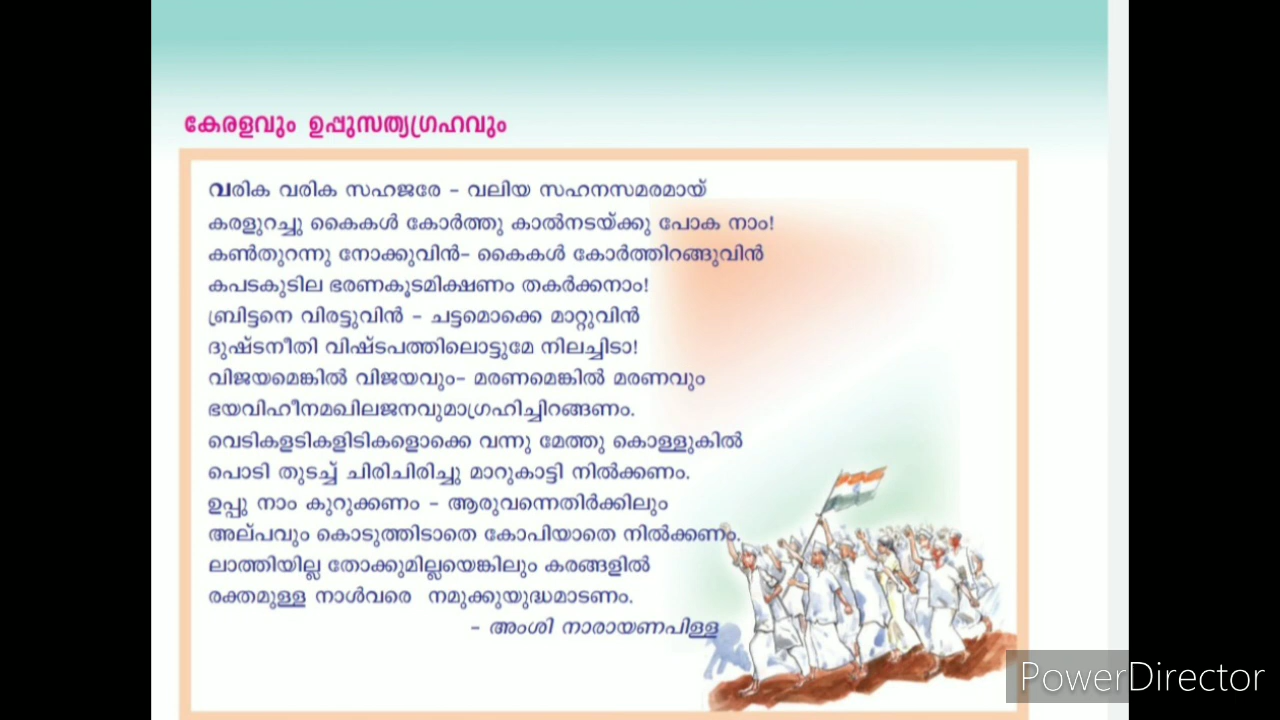 കേരളവും ഉപ്പുസത്യഗ്രഹവും
വരിക വരിക സഹജരേ - വലിയ സഹനസമരമായ്
കരളുറച്ചു കൈകൾ കോർത്തു കാൽനടയ്ക്കു പോക നാം!
കൺതുറന്നു നോക്കുവിൻ- കൈകൾ കോർത്തിറങ്ങുവിൻ
കപടകുടില ഭരണകൂടമിക്ഷണം തകർക്കനാം!
ബ്രിട്ടനെ വിരട്ടുവിൻ - ചട്ടമൊക്കെ മാറ്റുവിൻ
ദുഷ്ടനീതി വിഷ്ടപത്തിലൊട്ടുമേ നിലച്ചിടാ!
വിജയമെങ്കിൽ വിജയവും- മരണമെങ്കിൽ മരണവും
ഭയവിഹീനമഖിലജനവുമാഗ്രഹിച്ചിറങ്ങണം.
വെടികളടികളിടികളൊക്കെ വന്നു മേത്തു കൊള്ളുകിൽ
പൊടി തുടച്ച് ചിരിചിരിച്ചു മാറുകാട്ടി നിൽക്കണം.
ഉപ്പു നാം കുറുക്കണം - ആരുവന്നെതിർക്കിലും
അല്പവും കൊടുത്തിടാതെ കോപിയാതെ നിൽക്കണം.
ലാത്തിയില്ല തോക്കുമില്ലയെങ്കിലും കരങ്ങളിൽ
രക്തമുള്ള നാൾവരെ നമുക്കുയുദ്ധമാടണം.
- അംശി നാരായണപിള്ള
PowerDirector